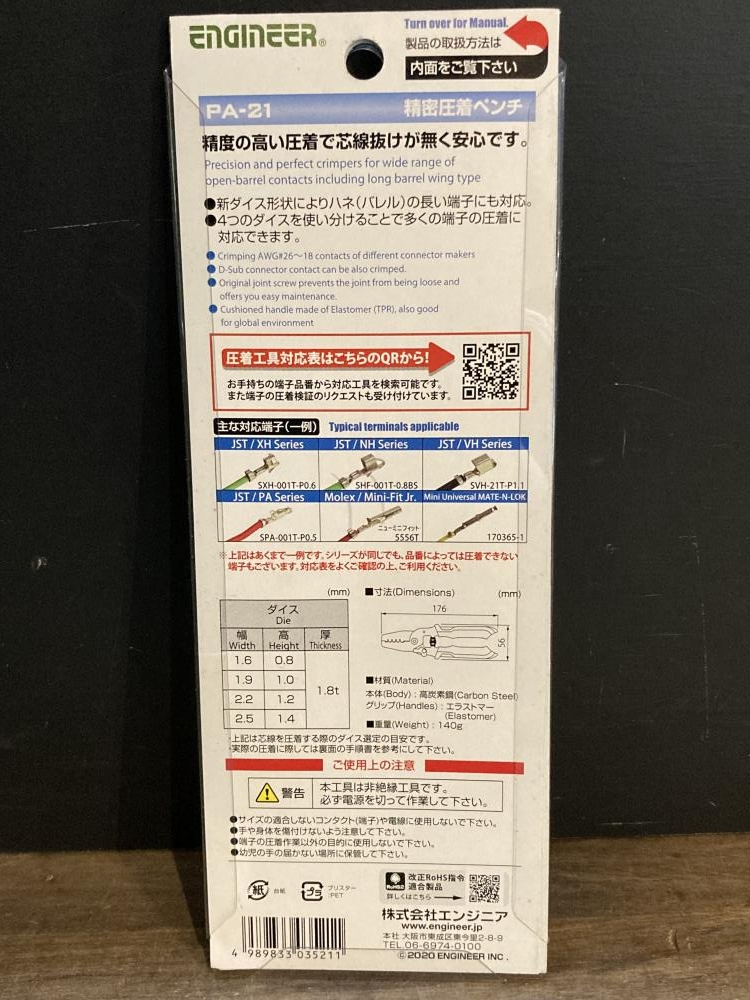 ENGINEER®
Turn over for Manual.
製品の取扱方法は
内面をご覧下さい
PA-21 精密圧着ペンチ
精度の高い圧着で芯線抜けが無く安心です。
Precision and perfect crimpers for wide range of
open-barrel contacts including long barrel wing type
●新ダイス形状によりハネ(バレル)の長い端子にも対応。
●4つのダイスを使い分けることで多くの端子の圧着に
対応できます。
● Crimping AWG#26~18 contacts of different connector makers
● D-Sub connector contact can be also crimped.
● Original joint screw prevents the joint from being loose and
offers you easy maintenance.
● Cushioned handle made of Elastomer (TPR), also good
for global environment
圧着工具対応表はこちらのQRから!
お手持ちの端子品番から対応工具を検索可能です。
また端子の圧着検証のリクエストも受け付けています。
主な対応端子(一例) Typical terminals applicable
JST / XH Series JST / NH Series JST / VH Series
SXH-001T-P0.6 SHF-001T-0.8BS SVH-21T-P1.1
JST / PA Series Molex / Mini-Fit Jr. Mini Universal MATE-N-LOK
SPA-001T-P0.5 ニューミニフィット 5556T 170365-1
※上記はあくまで一例です。シリーズが同じでも、品番によっては圧着できない
端子もございます。対応表をよくご確認の上、ご利用ください。
(mm) ■寸法(Dimensions) (mm)
ダイス
Die
幅 高 厚
Width Height Thickness
1.6 0.8
1.9 1.0
2.2 1.2
2.5 1.4
1.8t
176
56
■材質(Material)
本体(Body) : 高炭素鋼(Carbon Steel)
グリップ(Handles) : エラストマー
(Elastomer)
■重量(Weight) : 140g
・上記は芯線を圧着する際のダイス選定の目安です。
・実際の圧着に際しては裏面の手順書を参考にして下さい。
ご使用上の注意
警告 本工具は非絶縁工具です。
必ず電源を切って作業して下さい。
●サイズの適合しないコンタクト(端子)や電線に使用しないで下さい。
●手や身体を傷付けないよう注意して下さい。
●端子の圧着作業以外の目的に使用しないで下さい。
●幼児の手の届かない場所に保管して下さい。
紙 台紙 プラ ブリスター
:PET
RoHS2 改正RoHS指令
適合製品
詳しくはこちら
株式会社エンジニア
www.engineer.jp
本社 大阪市東成区東今里2-8-9
TEL 06-6974-0100
©2020 ENGINEER INC.
4 989833 035211